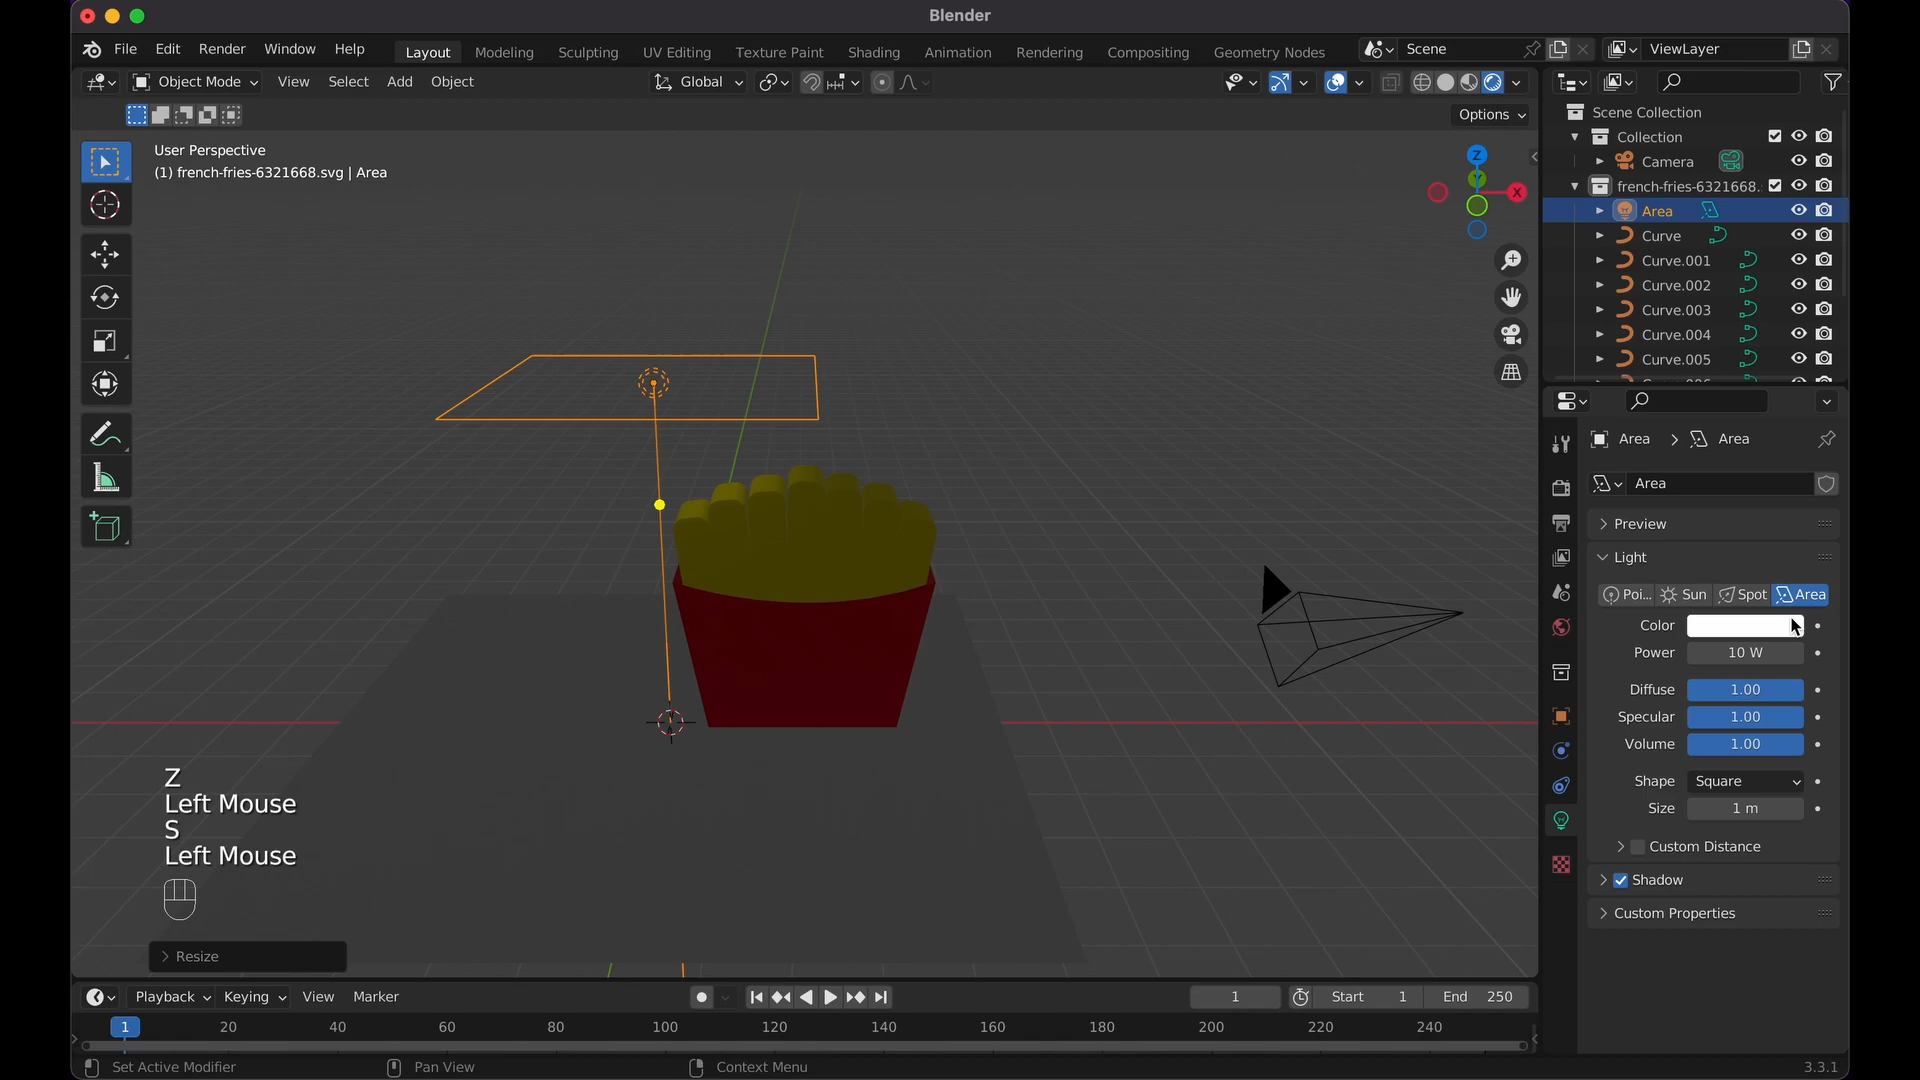 Blender
File Edit Render Window Help Layout Modeling Sculpting UV Editing Texture Paint Shading Animation Rendering Compositing Geometry Nodes Scene ViewLayer
Object Mode View Select Add Object Global
Options
User Perspective
(1) french-fries-6321668.svg | Area
Z
X
Scene Collection
Collection
Camera
french-fries-6321668.
Area
Curve
Curve.001
Curve.002
Curve.003
Curve.004
Curve.005
Area > Area
Area
Preview
Light
Poi... Sun Spot Area
Color
Power 10 W
Diffuse 1.00
Specular 1.00
Volume 1.00
Shape Square
Size 1 m
Custom Distance
Shadow
Custom Properties
Z
Left Mouse
S
Left Mouse
Resize
Playback Keying View Marker 1 Start 1 End 250
1 20 40 60 80 100 120 140 160 180 200 220 240
Set Active Modifier Pan View Context Menu 3.3.1